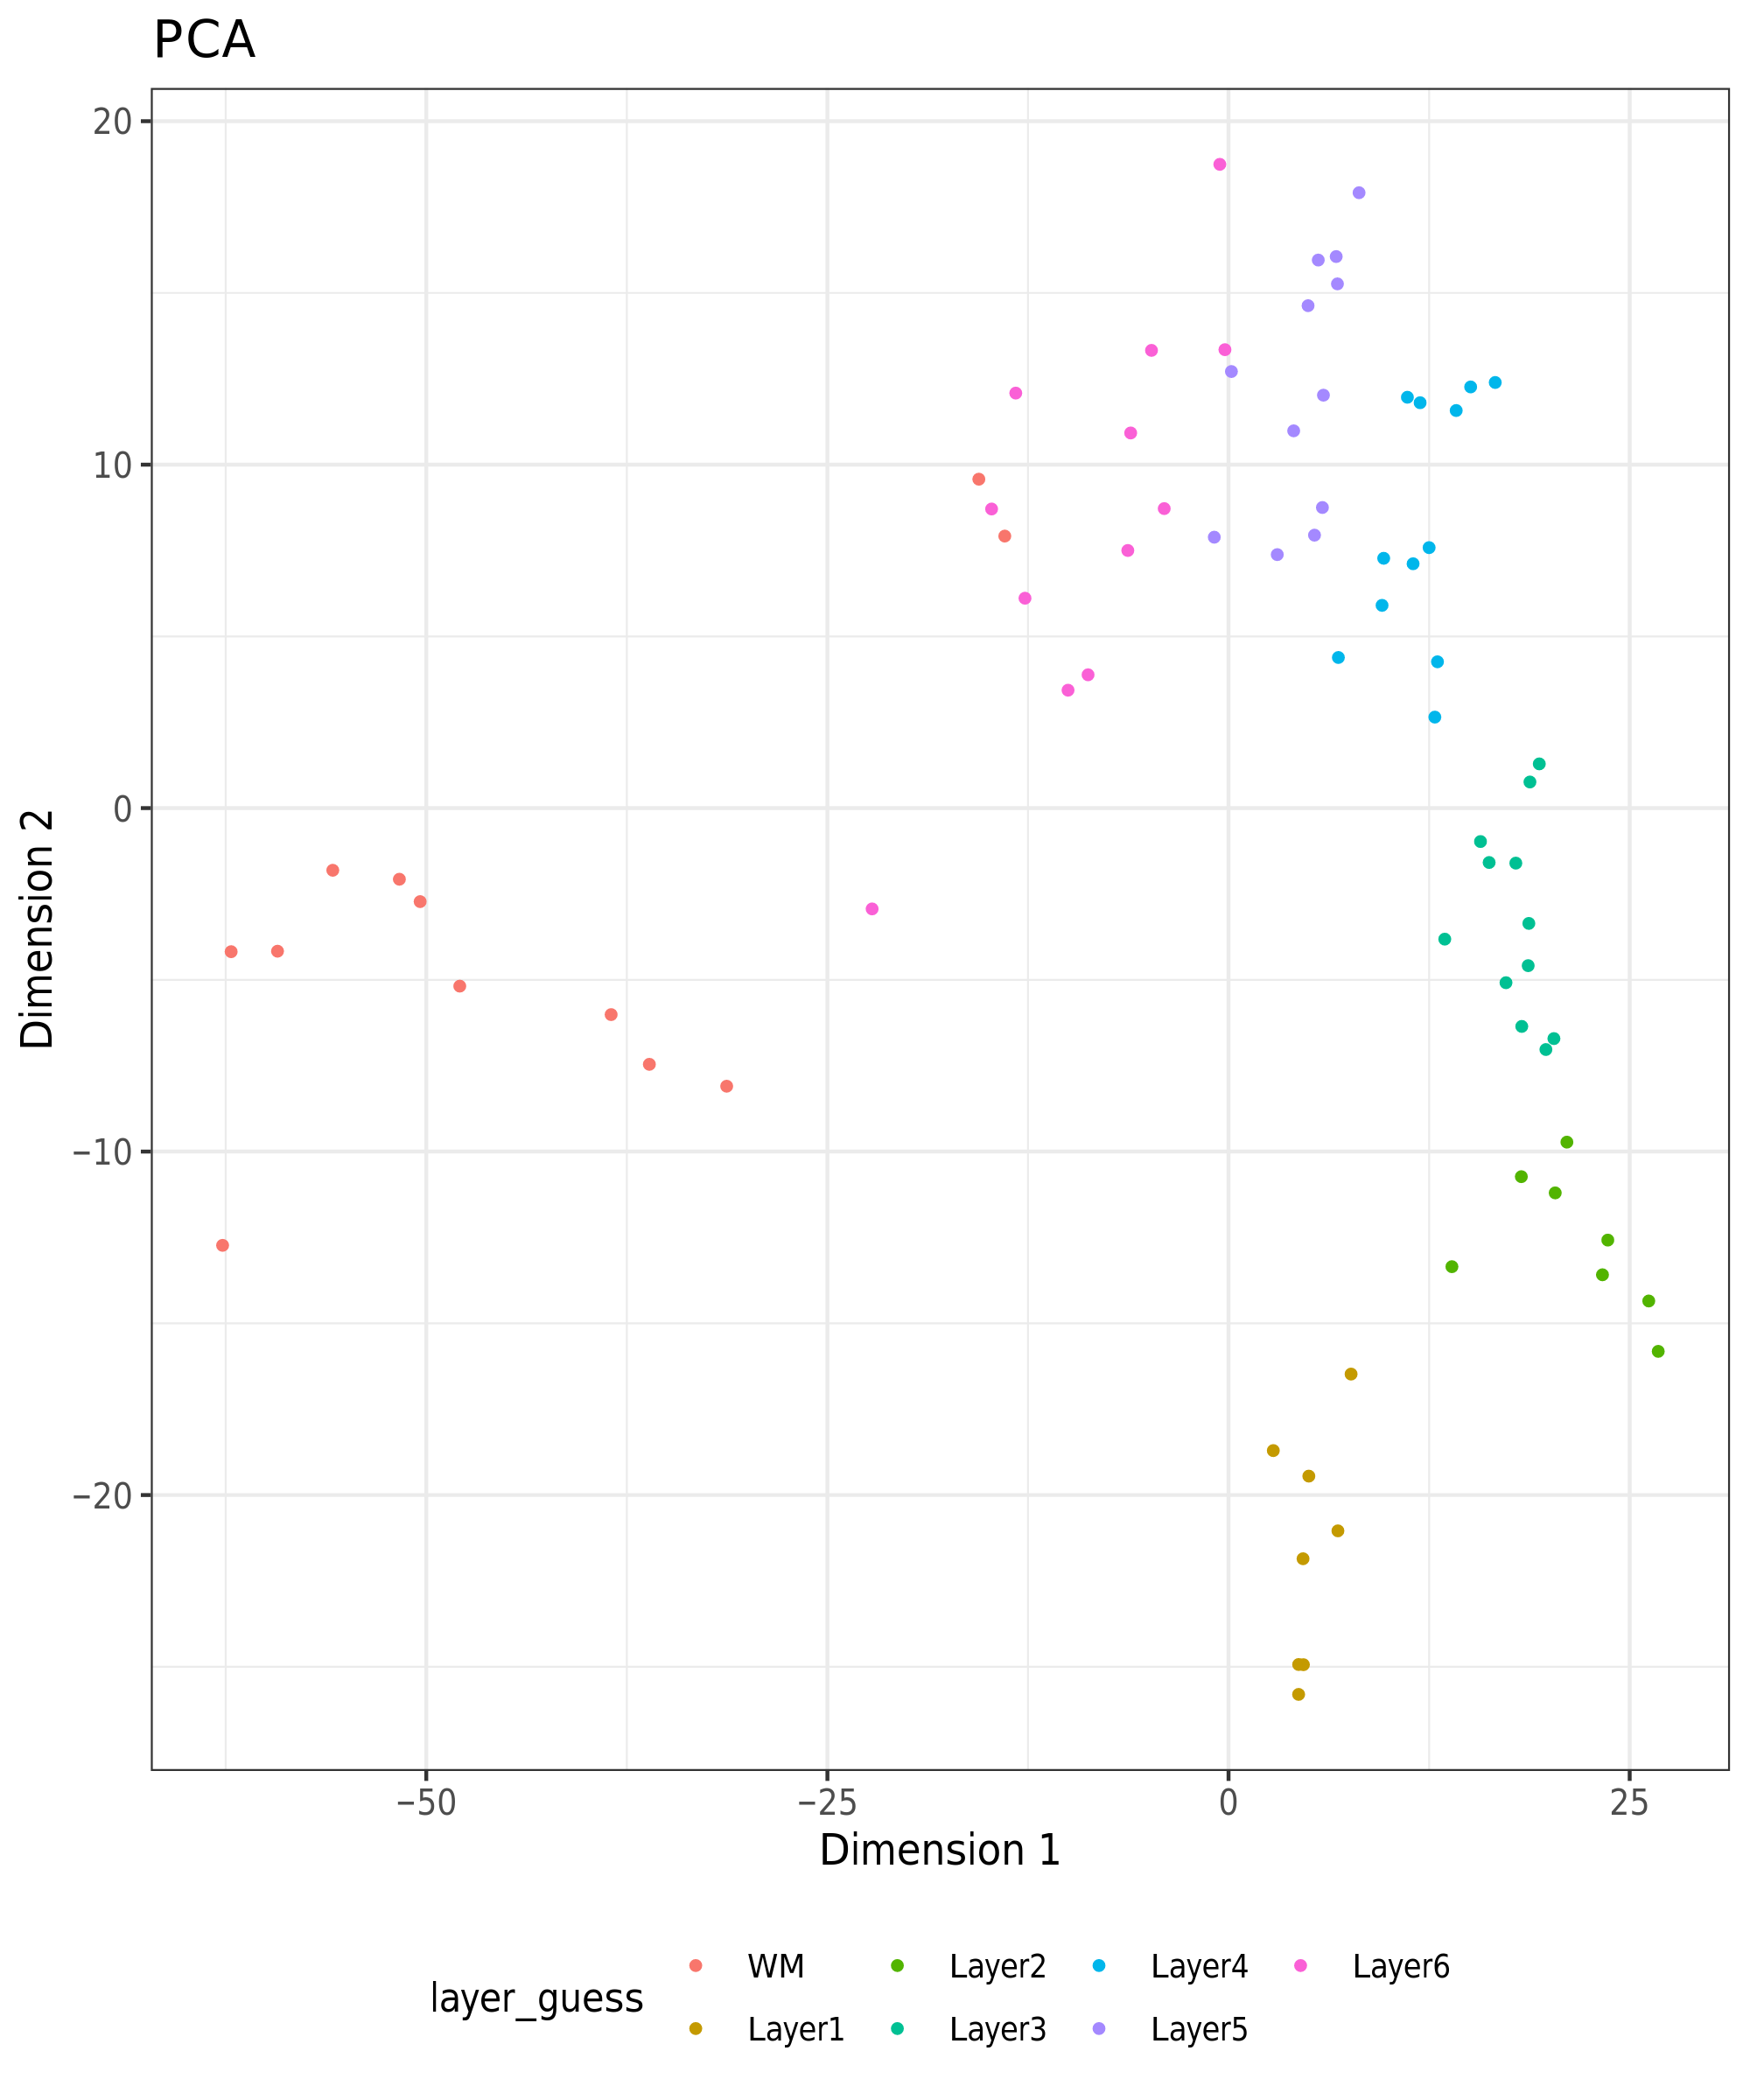 PCA
20
10
0
−10
−20
Dimension 2
−50
−25
0
25
Dimension 1
layer_guess
WM
Layer2
Layer4
Layer6
Layer1
Layer3
Layer5